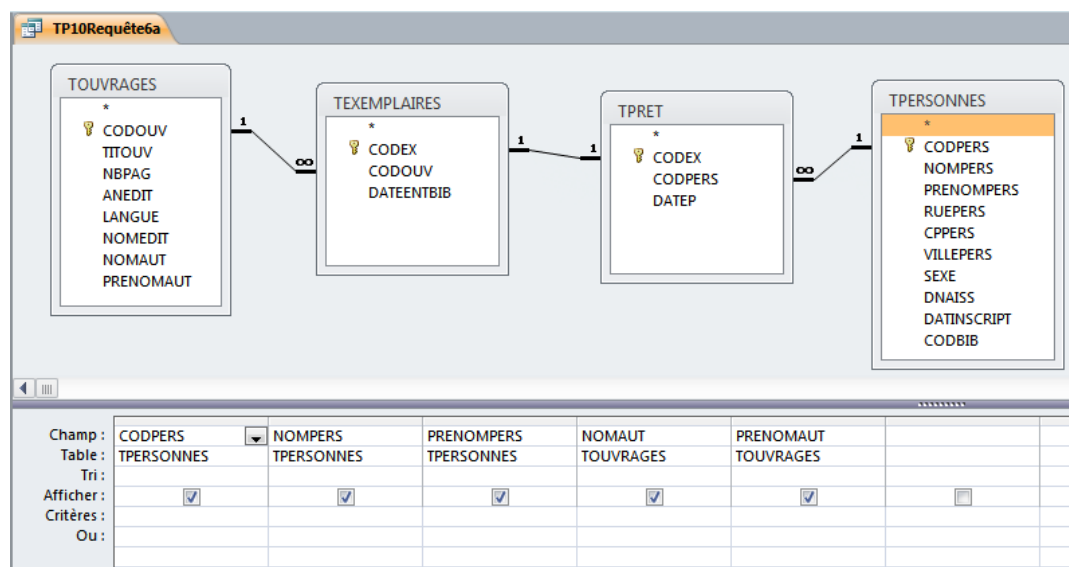 TP10Requête6a
TOUVRAGES
*
CODOUV
TITOUV
NBPAG
ANEDIT
LANGUE
NOMEDIT
NOMAUT
PRENOMAUT
1
∞
TEXEMPLAIRES
*
CODEX
CODOUV
DATEENTBIB
1
1
TPRET
*
CODEX
CODPERS
DATEP
∞
1
TPERSONNES
*
CODPERS
NOMPERS
PRENOMPERS
RUEPERS
CPPERS
VILLEPERS
SEXE
DNAISS
DATINSCRIPT
CODBIB
Champ : CODPERS NOMPERS PRENOMPERS NOMAUT PRENOMAUT
Table : TPERSONNES TPERSONNES TPERSONNES TOUVRAGES TOUVRAGES
Tri :
Afficher :
Critères :
Ou :